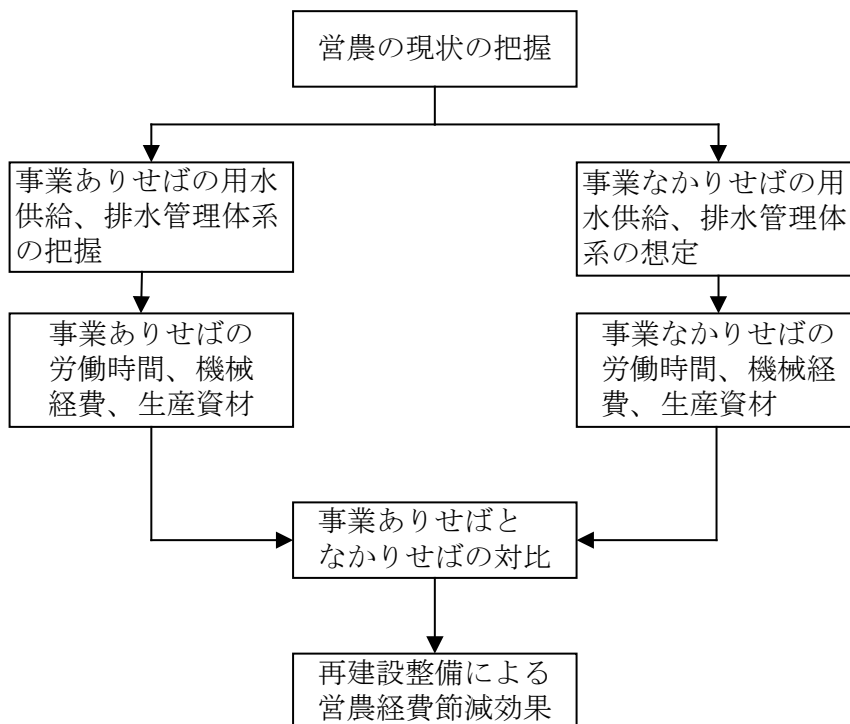 営農の現状の把握
事業ありせばの用水
供給、排水管理体系
の把握
事業なかりせばの用
水供給、排水管理体
系の想定
事業ありせばの
労働時間、機械
経費、生産資材
事業なかりせばの
労働時間、機械経
費、生産資材
事業ありせばと
なかりせばの対比
再建設整備による
営農経費節減効果